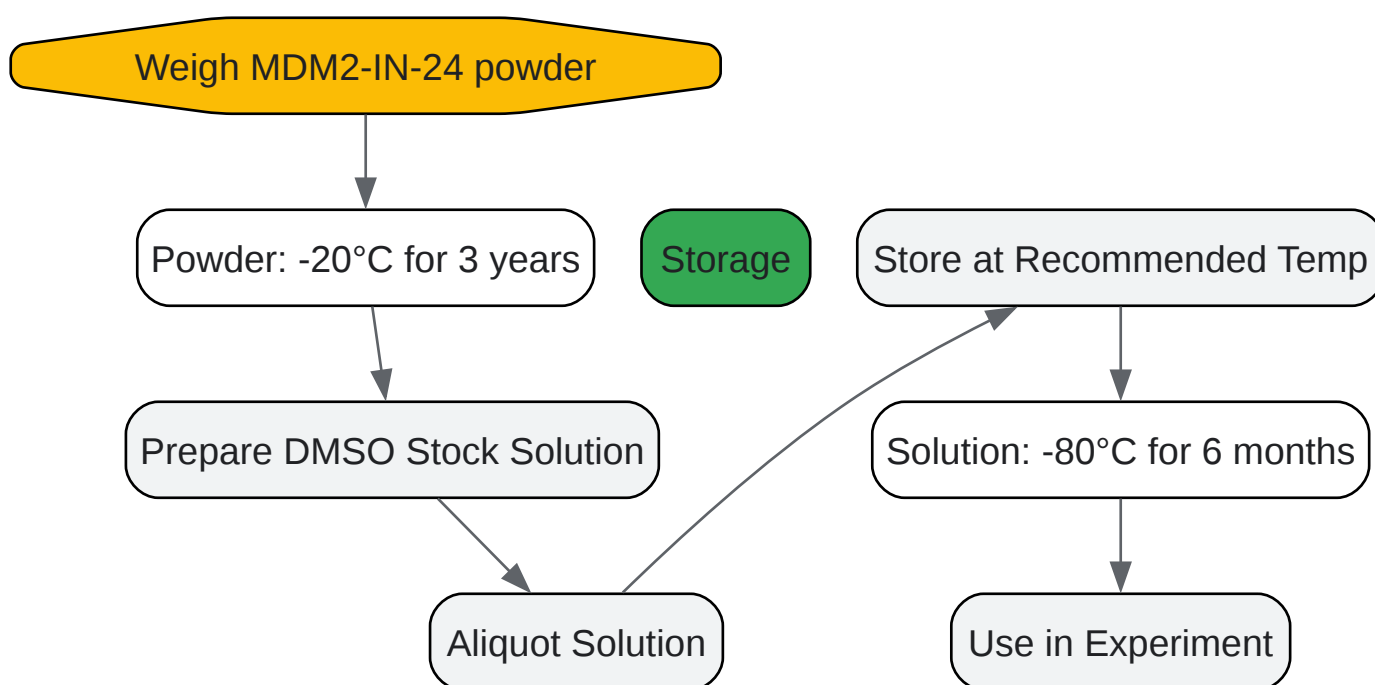 Weigh MDM2-IN-24 powder
Powder: -20°C for 3 years
Storage
Store at Recommended Temp
Prepare DMSO Stock Solution
Solution: -80°C for 6 months
Aliquot Solution
Use in Experiment